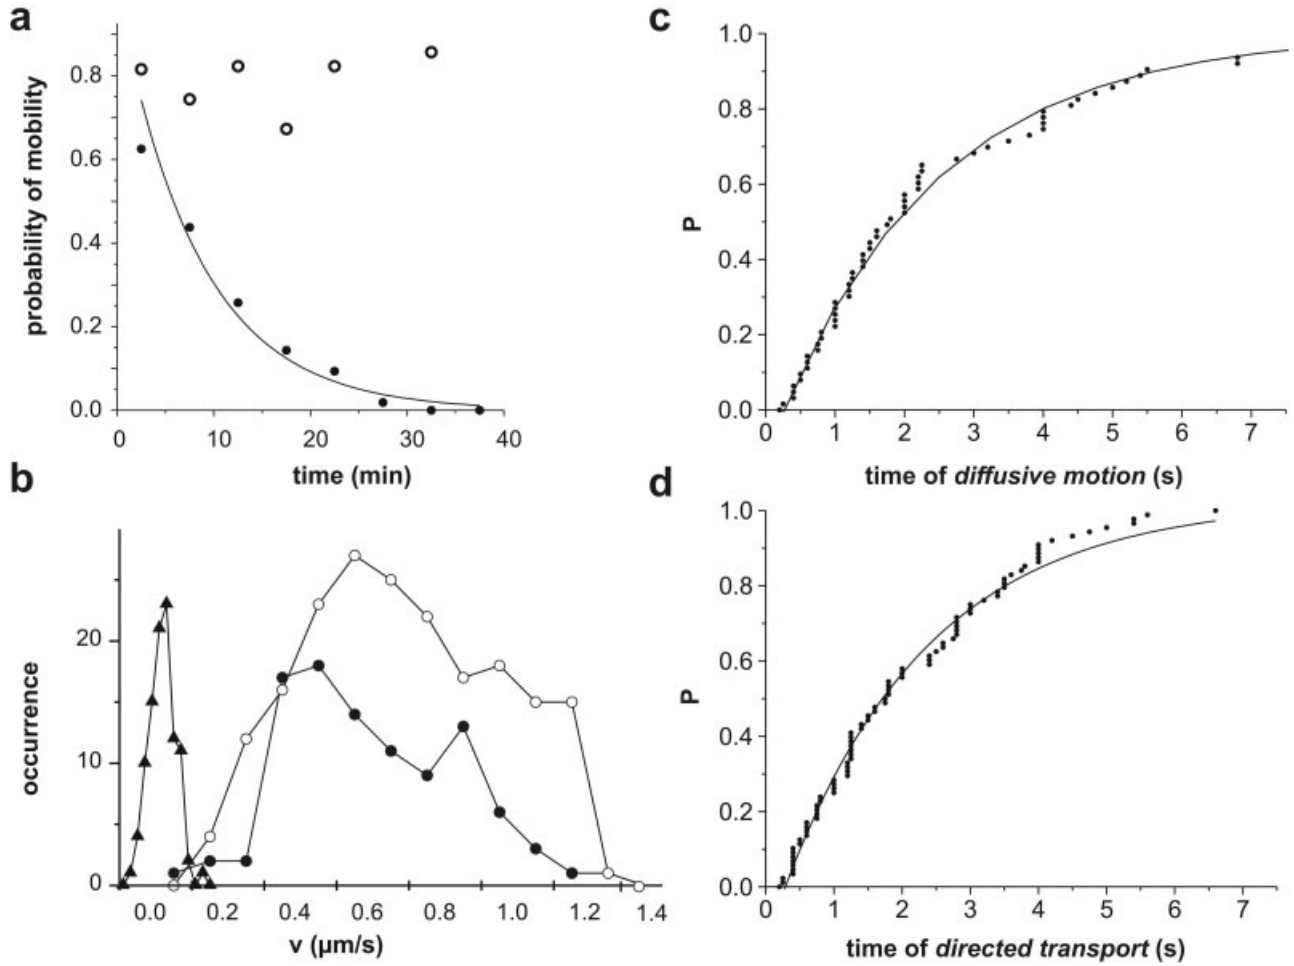 a
probability of mobility
0.8
0.6
0.4
0.2
0.0
0 10 20 30 40
time (min)
b
occurrence
20
10
0
0.0 0.2 0.4 0.6 0.8 1.0 1.2 1.4
v (µm/s)
c
P
1.0
0.8
0.6
0.4
0.2
0.0
0 1 2 3 4 5 6 7
time of diffusive motion (s)
d
P
1.0
0.8
0.6
0.4
0.2
0.0
0 1 2 3 4 5 6 7
time of directed transport (s)